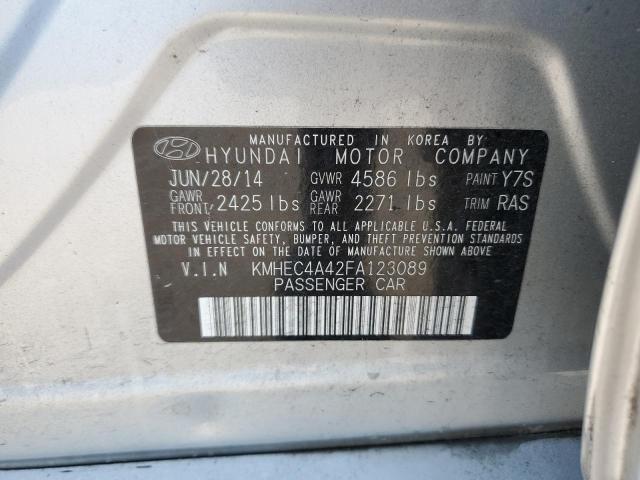 MANUFACTURED IN KOREA BY
HYUNDAI MOTOR COMPANY
JUN/28/14 GVWR 4586 lbs PAINT Y7S
GAWR FRONT 2425 lbs GAWR REAR 2271 lbs TRIM RAS
THIS VEHICLE CONFORMS TO ALL APPLICABLE U.S.A. FEDERAL
MOTOR VEHICLE SAFETY, BUMPER, AND THEFT PREVENTION STANDARDS
IN EFFECT ON THE DATE OF MANUFACTURE SHOWN ABOVE.
V.I.N KMHEC4A42FA123089
PASSENGER CAR